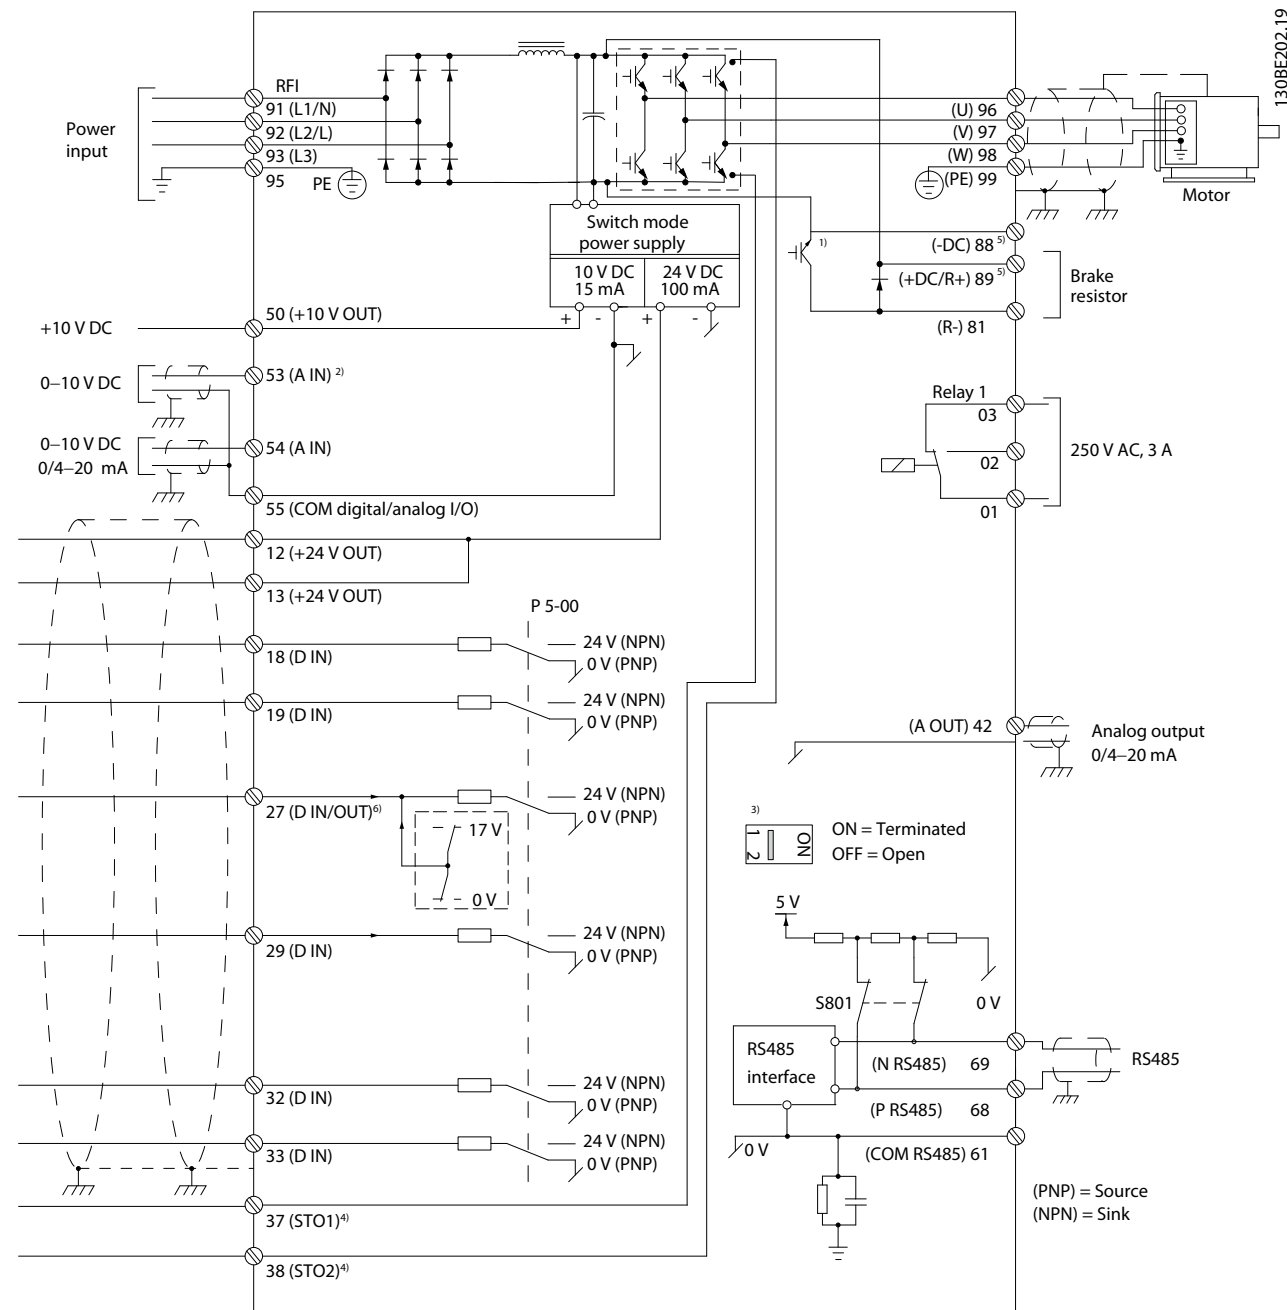 130BE202.19
RFI
Power
input
91 (L1/N)
92 (L2/L)
93 (L3)
95
PE
(U) 96
(V) 97
(W) 98
(PE) 99
Motor
Switch mode
power supply
10 V DC
15 mA
24 V DC
100 mA
+
-
+
-
1)
(-DC) 88 5)
(+DC/R+) 89 5)
(R-) 81
Brake
resistor
+10 V DC
50 (+10 V OUT)
0–10 V DC
53 (A IN) 2)
0–10 V DC
0/4–20 mA
54 (A IN)
55 (COM digital/analog I/O)
Relay 1
03
02
01
250 V AC, 3 A
12 (+24 V OUT)
13 (+24 V OUT)
P 5-00
18 (D IN)
24 V (NPN)
0 V (PNP)
19 (D IN)
24 V (NPN)
0 V (PNP)
(A OUT) 42
Analog output
0/4–20 mA
27 (D IN/OUT)6)
24 V (NPN)
0 V (PNP)
17 V
0 V
3)
1 2
ON
ON = Terminated
OFF = Open
29 (D IN)
24 V (NPN)
0 V (PNP)
5 V
S801
0 V
RS485
interface
(N RS485) 69
(P RS485) 68
RS485
0 V
(COM RS485) 61
32 (D IN)
24 V (NPN)
0 V (PNP)
33 (D IN)
24 V (NPN)
0 V (PNP)
37 (STO1)4)
38 (STO2)4)
(PNP) = Source
(NPN) = Sink